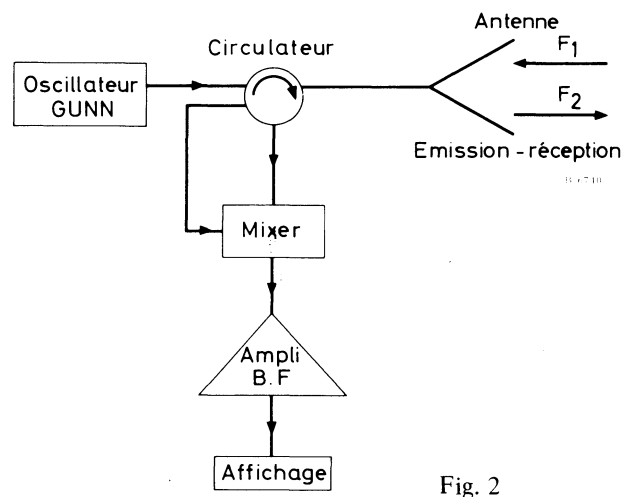 Antenne
Circulateur
F1
Oscillateur
GUNN
F2
Emission - réception
Mixer
Ampli
B.F
Affichage
Fig. 2